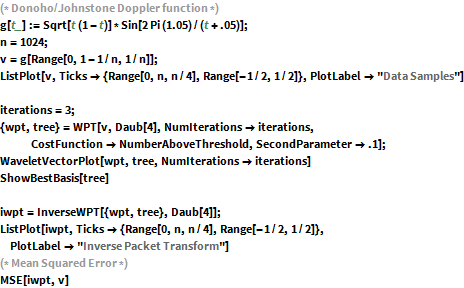 (* Donoho/Johnstone Doppler function *)
g[t_] := Sqrt[t (1 - t)] * Sin[2 Pi (1.05) / (t + .05)];
n = 1024;
v = g[Range[0, 1 - 1/n, 1/n]];
ListPlot[v, Ticks → {Range[0, n, n/4], Range[-1/2, 1/2]}, PlotLabel → "Data Samples"]
iterations = 3;
{wpt, tree} = WPT[v, Daub[4], NumIterations → iterations,
CostFunction → NumberAboveThreshold, SecondParameter → .1];
WaveletVectorPlot[wpt, tree, NumIterations → iterations]
ShowBestBasis[tree]
iwpt = InverseWPT[{wpt, tree}, Daub[4]];
ListPlot[iwpt, Ticks → {Range[0, n, n/4], Range[-1/2, 1/2]},
PlotLabel → "Inverse Packet Transform"]
(* Mean Squared Error *)
MSE[iwpt, v]